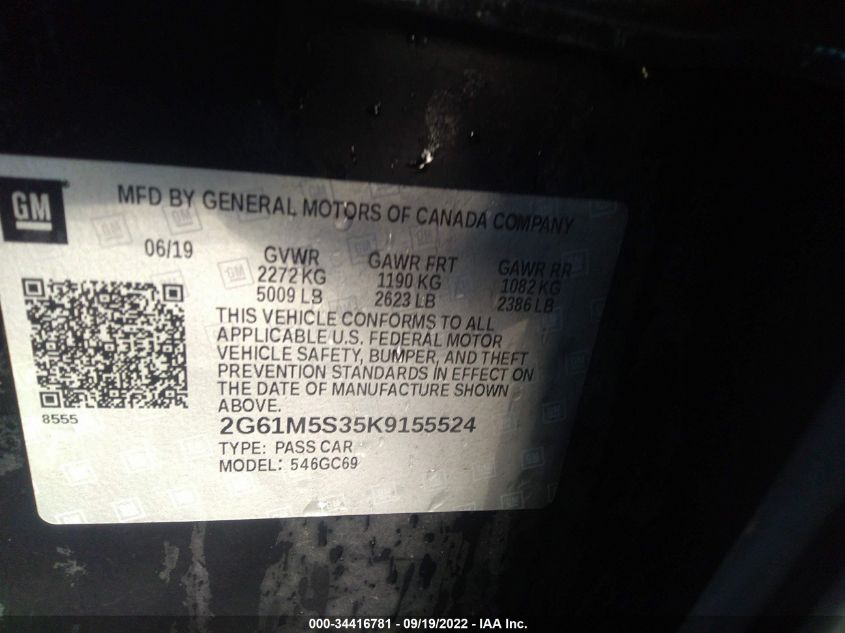 GM
MFD BY GENERAL MOTORS OF CANADA COMPANY
06/19
GVWR
2272 KG
5009 LB
GAWR FRT
1190 KG
2623 LB
GAWR RR
1082 KG
2386 LB
THIS VEHICLE CONFORMS TO ALL
APPLICABLE U.S. FEDERAL MOTOR
VEHICLE SAFETY, BUMPER, AND THEFT
PREVENTION STANDARDS IN EFFECT ON
THE DATE OF MANUFACTURE SHOWN
ABOVE.
8555
2G61M5S35K9155524
TYPE: PASS CAR
MODEL: 546GC69
000-34416781 - 09/19/2022 - IAA Inc.